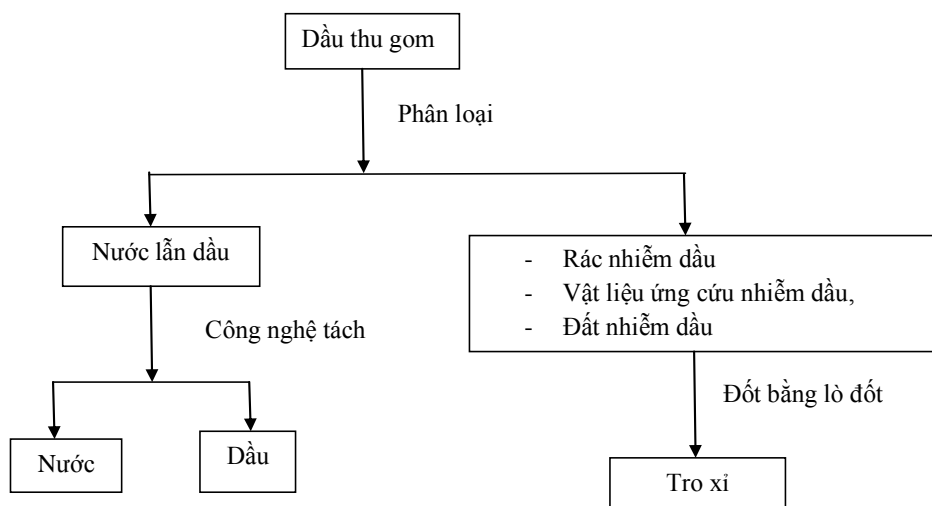 Dầu thu gom
Phân loại
Nước lẫn dầu
- Rác nhiễm dầu
- Vật liệu ứng cứu nhiễm dầu,
- Đất nhiễm dầu
Công nghệ tách
Đốt bằng lò đốt
Nước
Dầu
Tro xỉ